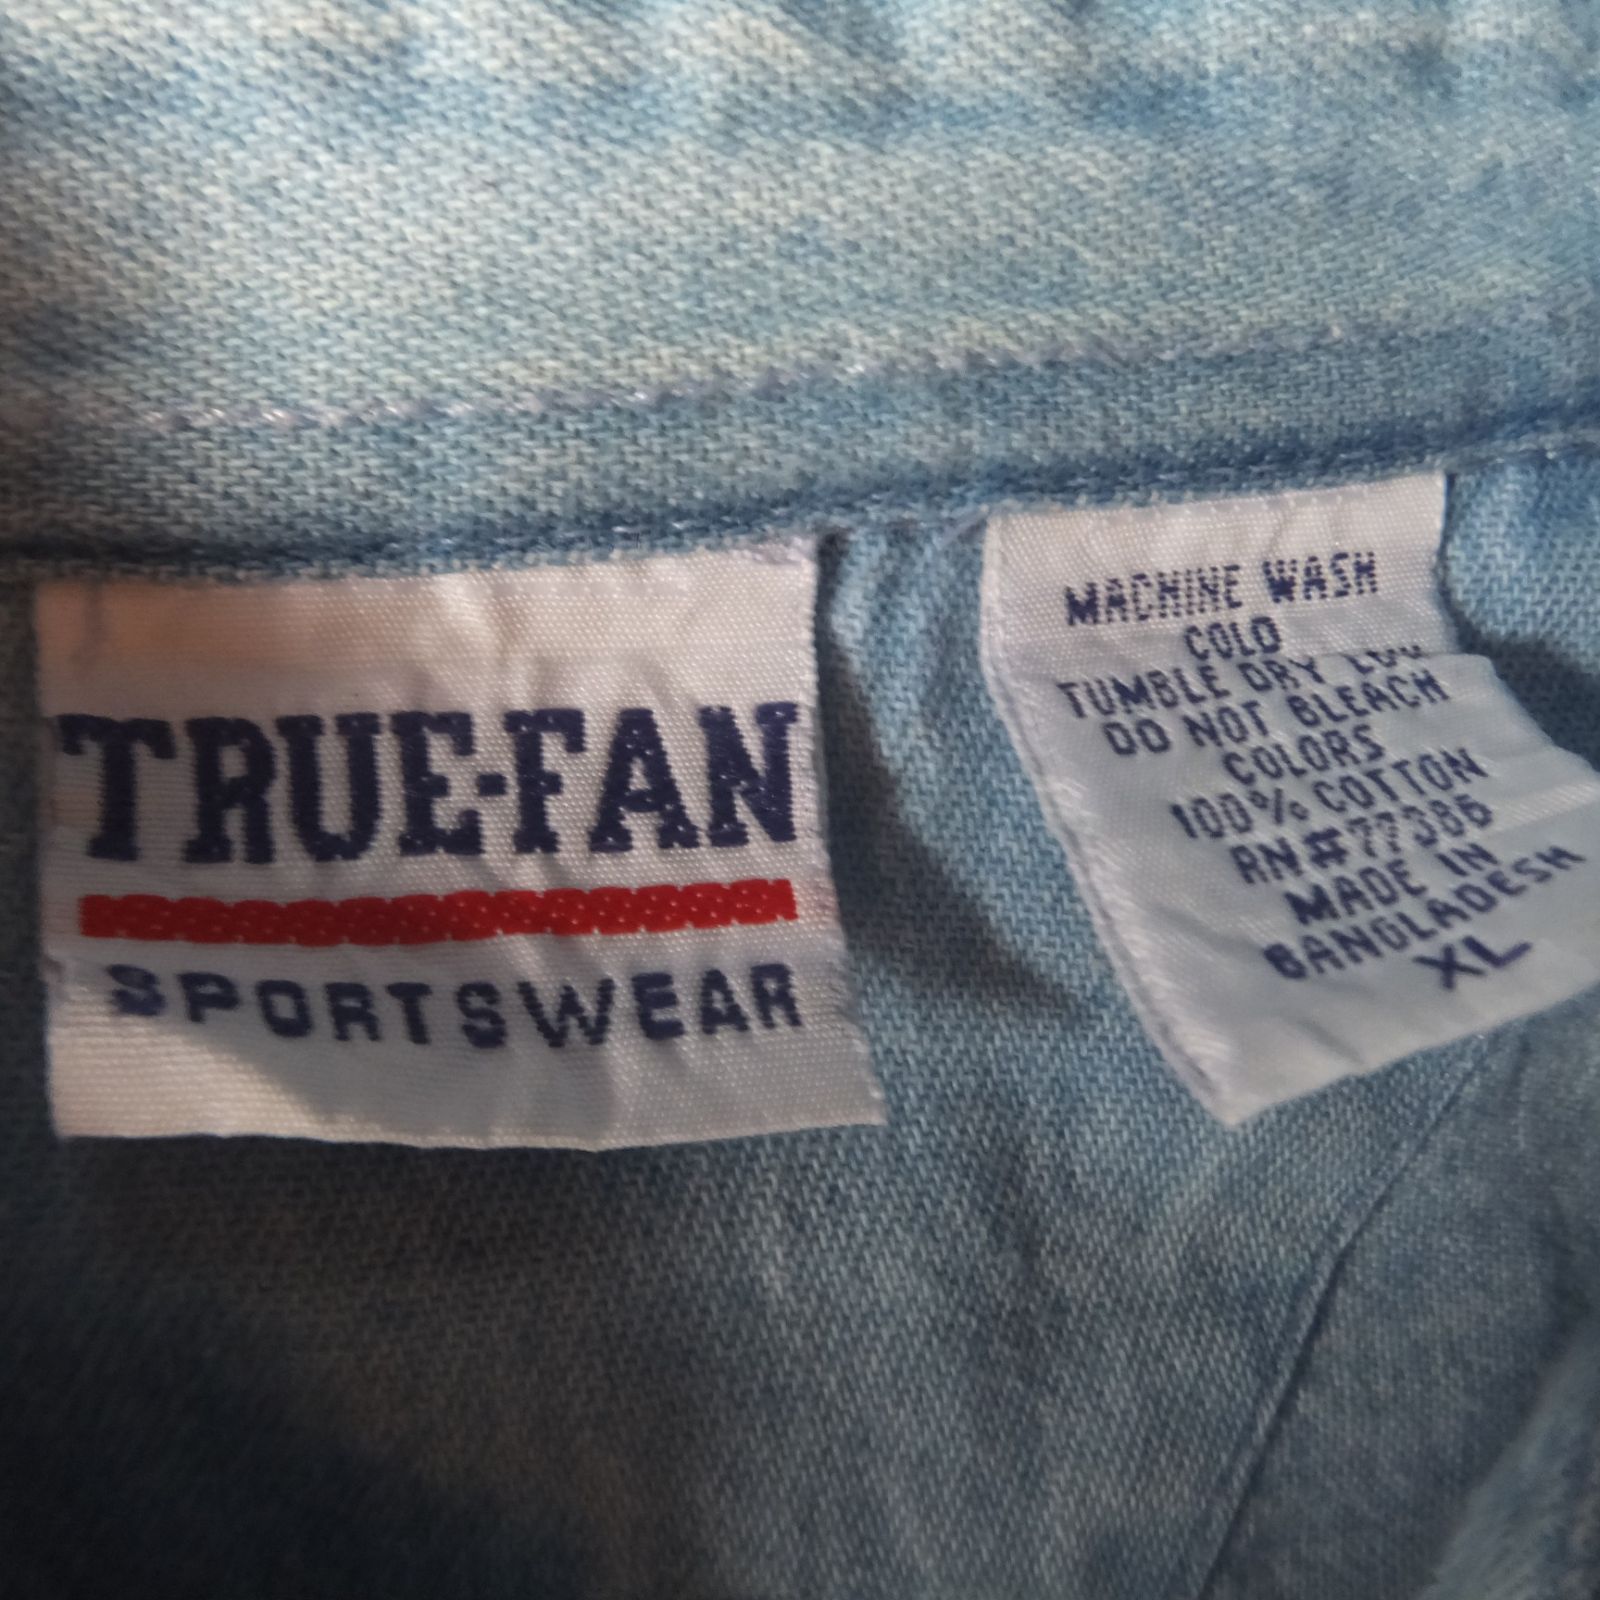 TRUE-FAN
SPORTSWEAR
MACHINE WASH
COLD
TUMBLE DRY LOW
DO NOT BLEACH
COLORS
100% COTTON
RN#77386
MADE IN
BANGLADESH
XL